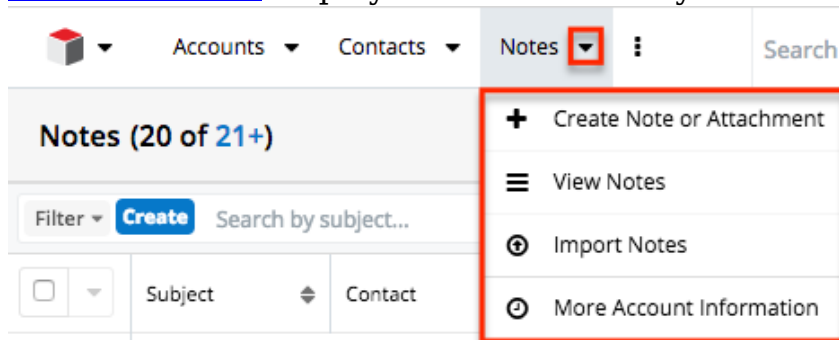 Accounts Contacts Notes Search
Notes (20 of 21+)
Create Note or Attachment
View Notes
Filter Create Search by subject...
Import Notes
Subject Contact
More Account Information